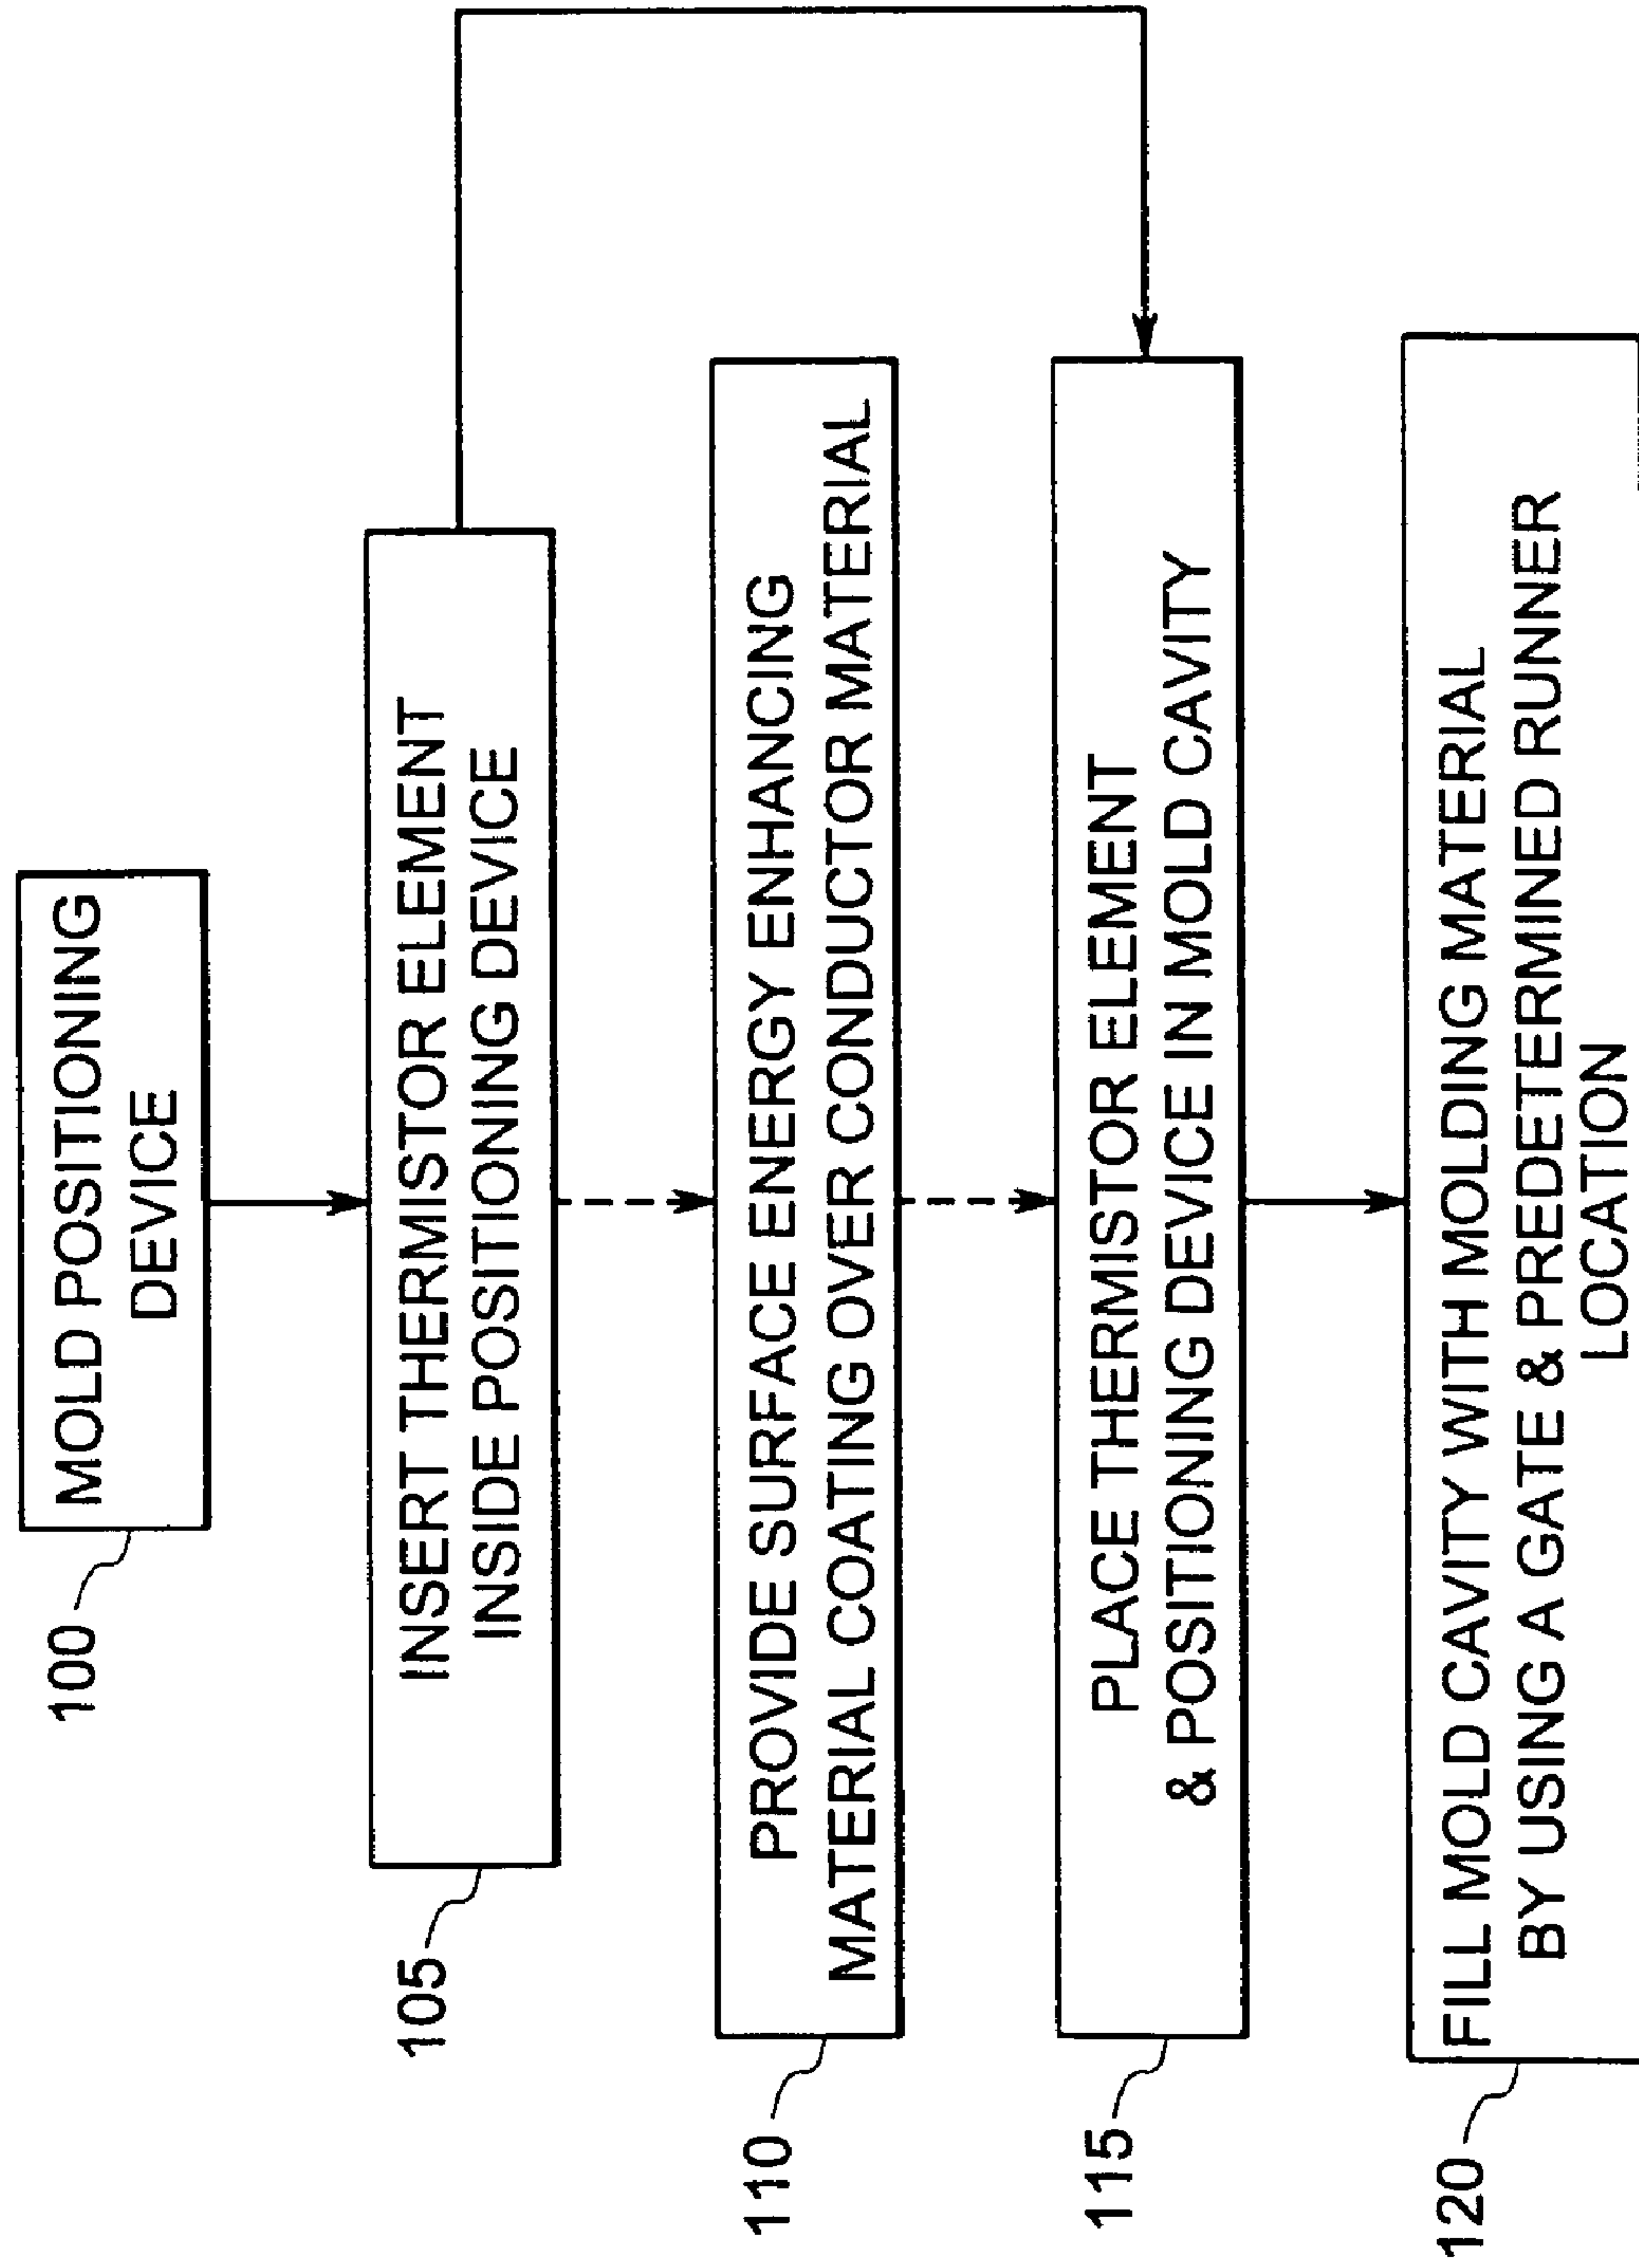 100
MOLD POSITIONING
DEVICE
105
INSERT THERMISTOR ELEMENT
INSIDE POSITIONING DEVICE
110
PROVIDE SURFACE ENERGY ENHANCING
MATERIAL COATING OVER CONDUCTOR MATERIAL
115
PLACE THERMISTOR ELEMENT
& POSITIONING DEVICE IN MOLD CAVITY
120
FILL MOLD CAVITY WITH MOLDING MATERIAL
BY USING A GATE & PREDETERMINED RUNNER
LOCATION